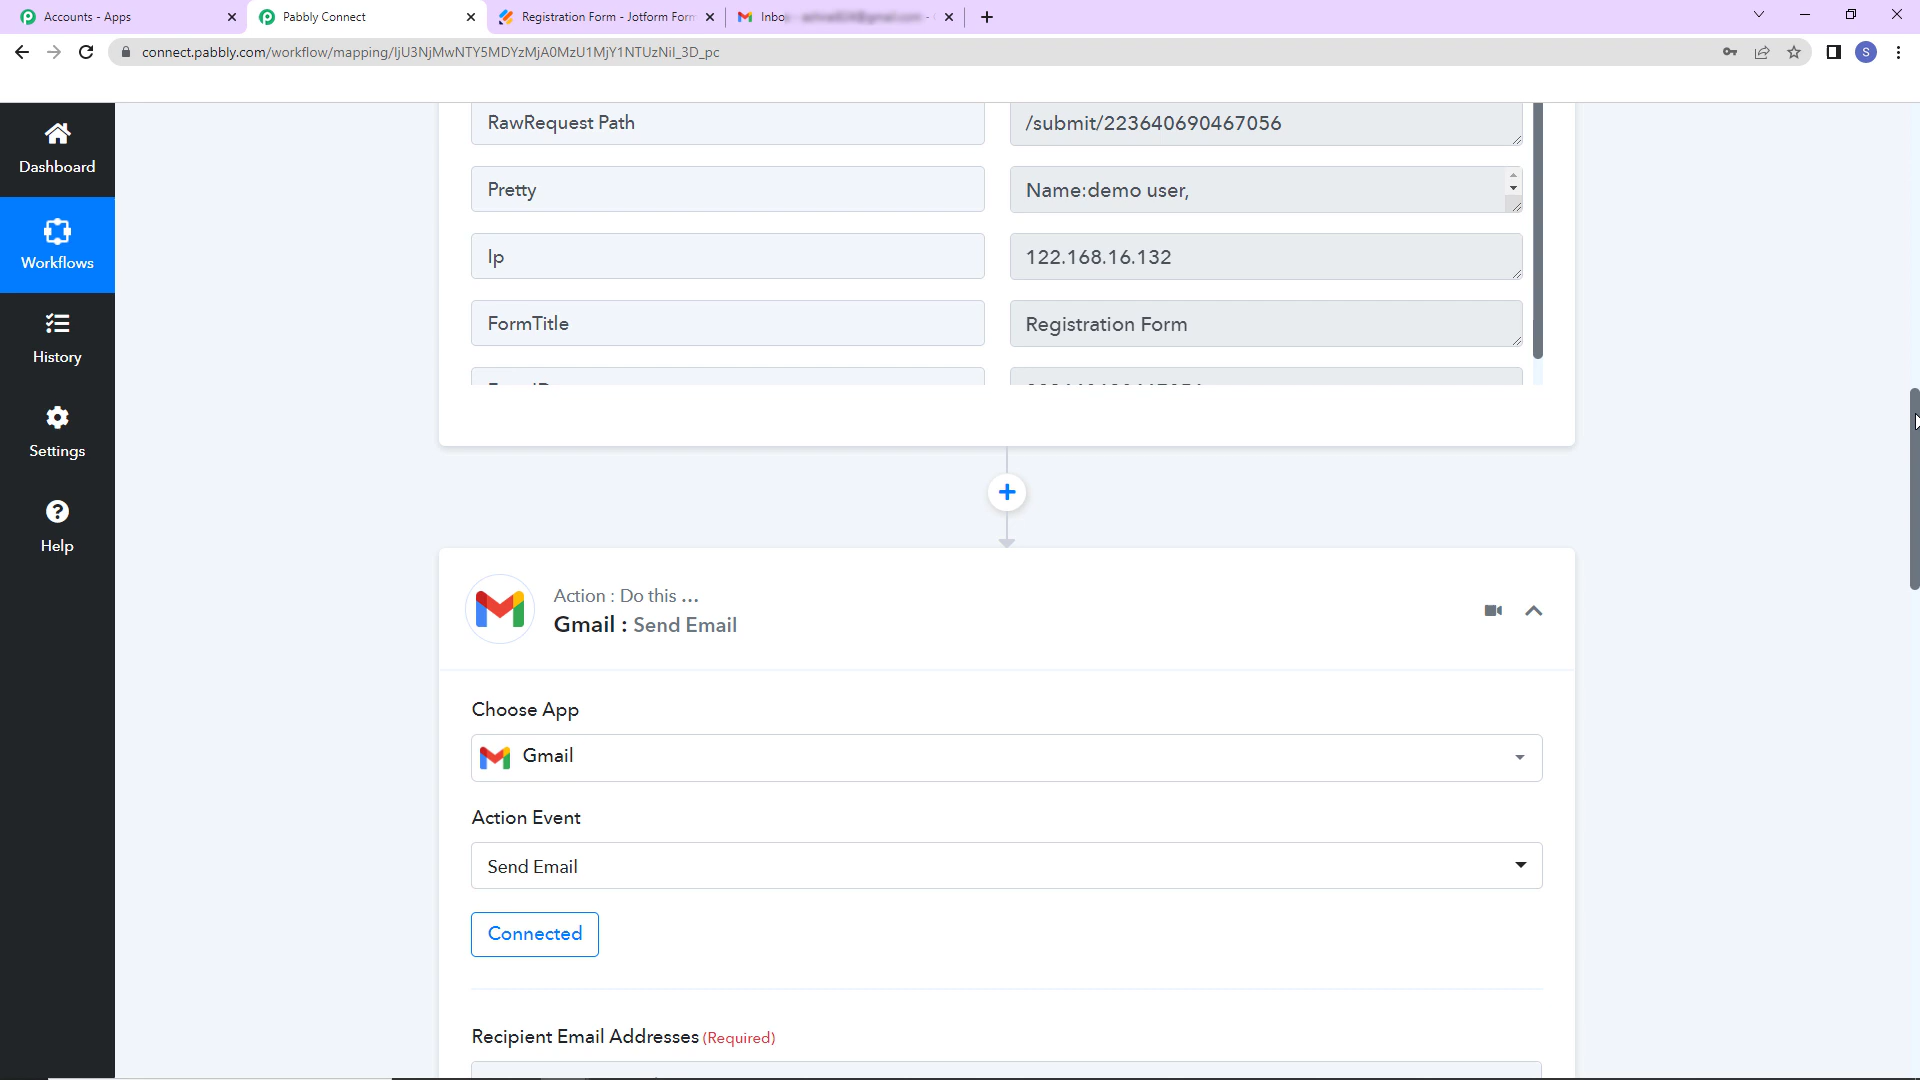 Accounts - Apps
Pabbly Connect
Registration Form - Jotform Form
Inbo
connect.pabbly.com/workflow/mapping/IjU3NjMwNTY5MDYzMjA0MzU1MjY1NTUzNiI_3D_pc
S
Dashboard
Workflows
History
Settings
Help
RawRequest Path
/submit/223640690467056
Pretty
Name:demo user,
Ip
122.168.16.132
FormTitle
Registration Form
Action : Do this ...
Gmail : Send Email
Choose App
Gmail
Action Event
Send Email
Connected
Recipient Email Addresses (Required)